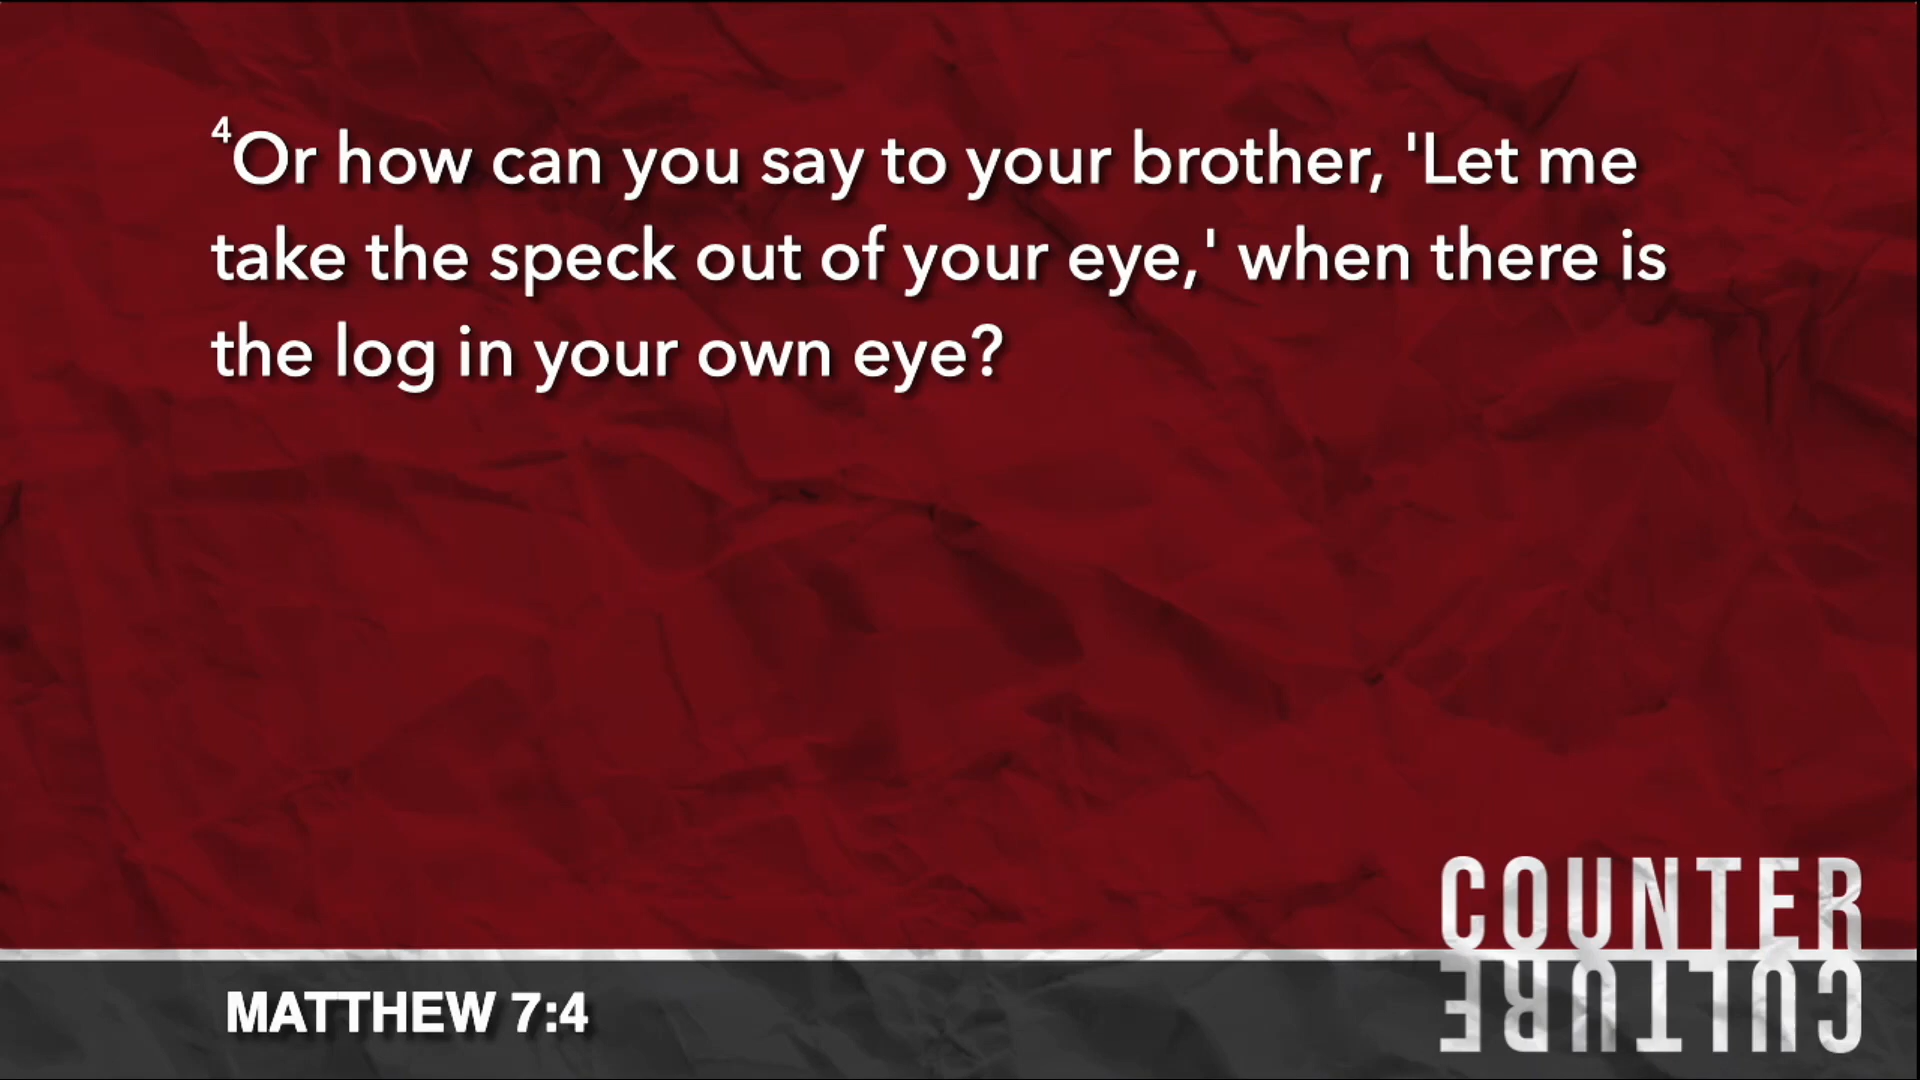 4Or how can you say to your brother, 'Let me
take the speck out of your eye,' when there is
the log in your own eye?
COUNTER
CULTURE
MATTHEW 7:4